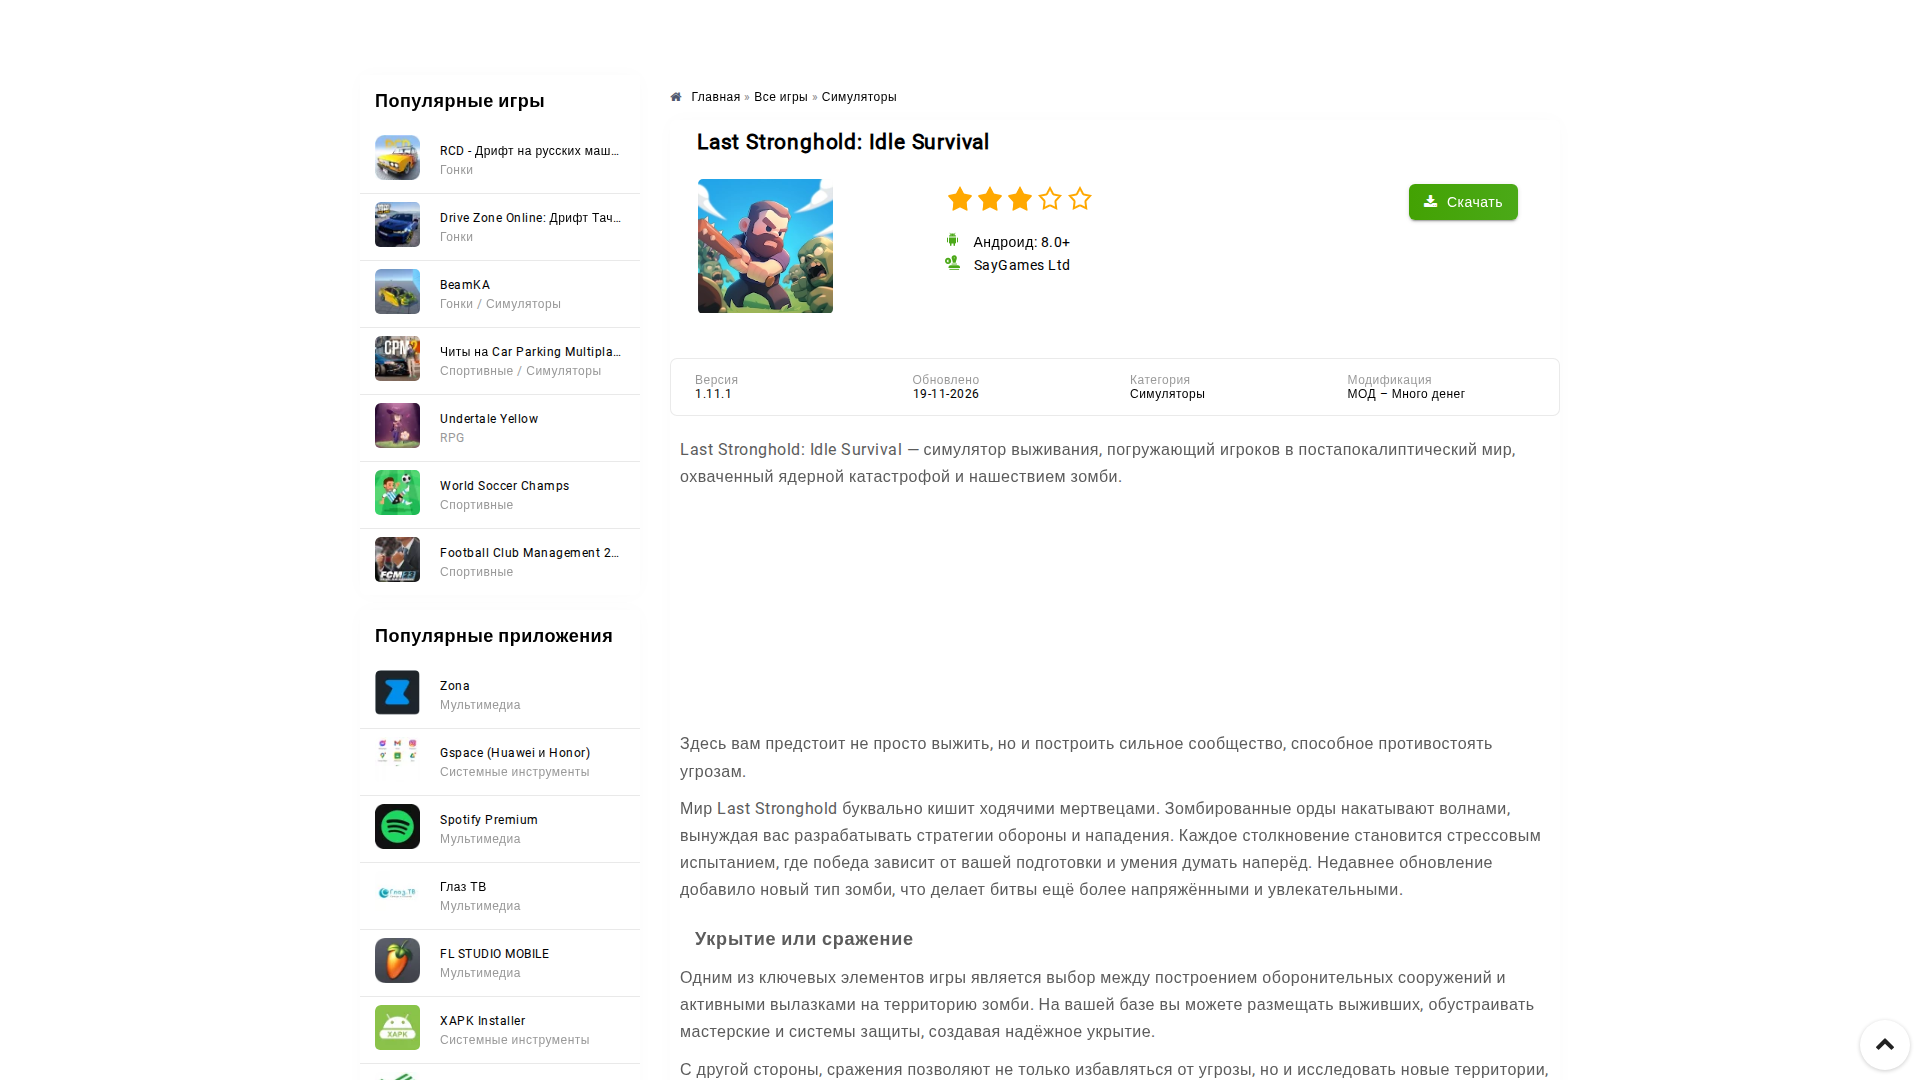 Популярные игры
RCD - Дрифт на русских маш…
Гонки
Drive Zone Online: Дрифт Тач…
Гонки
BeamKA
Гонки / Симуляторы
CPM
Читы на Car Parking Multipla…
Спортивные / Симуляторы
Undertale Yellow
RPG
World Soccer Champs
Спортивные
FCM23
Football Club Management 2…
Спортивные
Популярные приложения
Zona
Мультимедиа
Gspace (Huawei и Honor)
Системные инструменты
Spotify Premium
Мультимедиа
Глаз ТВ
Мультимедиа
FL STUDIO MOBILE
Мультимедиа
XAPK
XAPK Installer
Системные инструменты
Главная » Все игры » Симуляторы
Last Stronghold: Idle Survival
Скачать
Андроид: 8.0+
SayGames Ltd
Версия
1.11.1
Обновлено
19-11-2026
Категория
Симуляторы
Модификация
МОД – Много денег
Last Stronghold: Idle Survival — симулятор выживания, погружающий игроков в постапокалиптический мир,
охваченный ядерной катастрофой и нашествием зомби.
Здесь вам предстоит не просто выжить, но и построить сильное сообщество, способное противостоять
угрозам.
Мир Last Stronghold буквально кишит ходячими мертвецами. Зомбированные орды накатывают волнами,
вынуждая вас разрабатывать стратегии обороны и нападения. Каждое столкновение становится стрессовым
испытанием, где победа зависит от вашей подготовки и умения думать наперёд. Недавнее обновление
добавило новый тип зомби, что делает битвы ещё более напряжёнными и увлекательными.
Укрытие или сражение
Одним из ключевых элементов игры является выбор между построением оборонительных сооружений и
активными вылазками на территорию зомби. На вашей базе вы можете размещать выживших, обустраивать
мастерские и системы защиты, создавая надёжное укрытие.
С другой стороны, сражения позволяют не только избавляться от угрозы, но и исследовать новые территории,